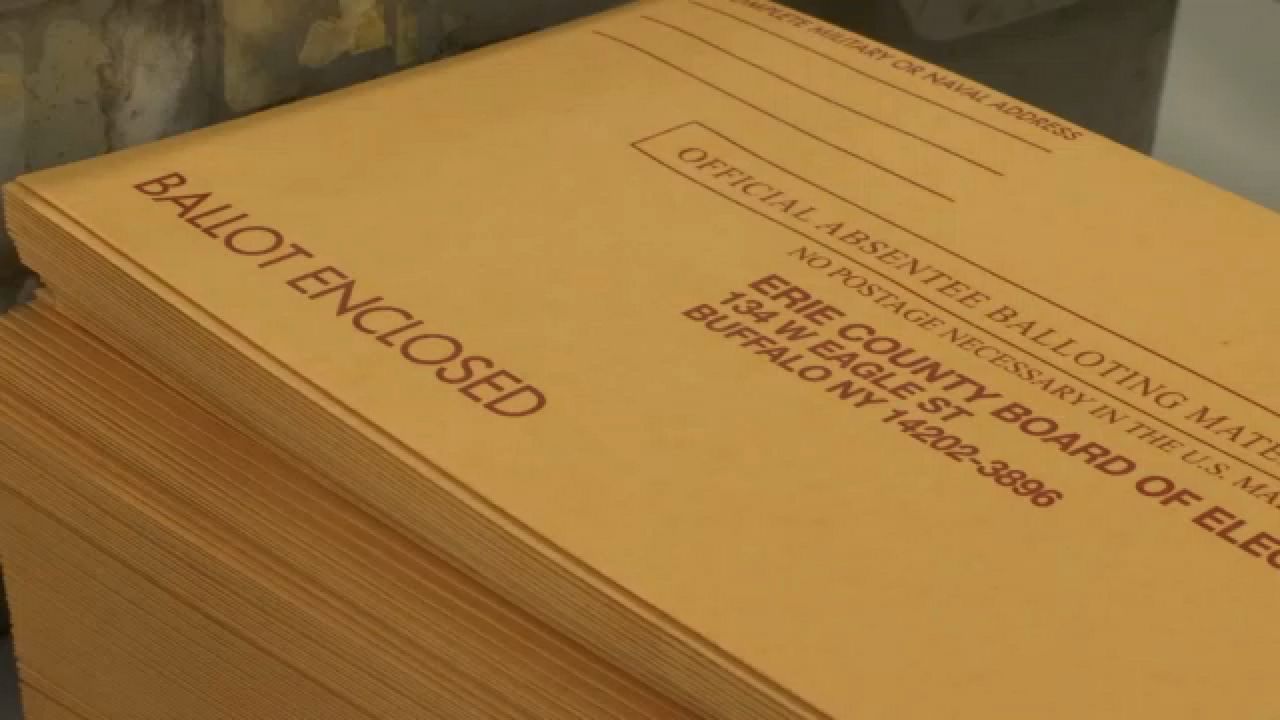 MILITARY OR NAVAL ADDRESS
OFFICIAL ABSENTEE BALLOTING
NO POSTAGE NECESSARY IN THE U.S.
ERIE COUNTY BOARD OF
134 W EAGLE ST
BUFFALO NY 14202-3896
BALLOT ENCLOSED